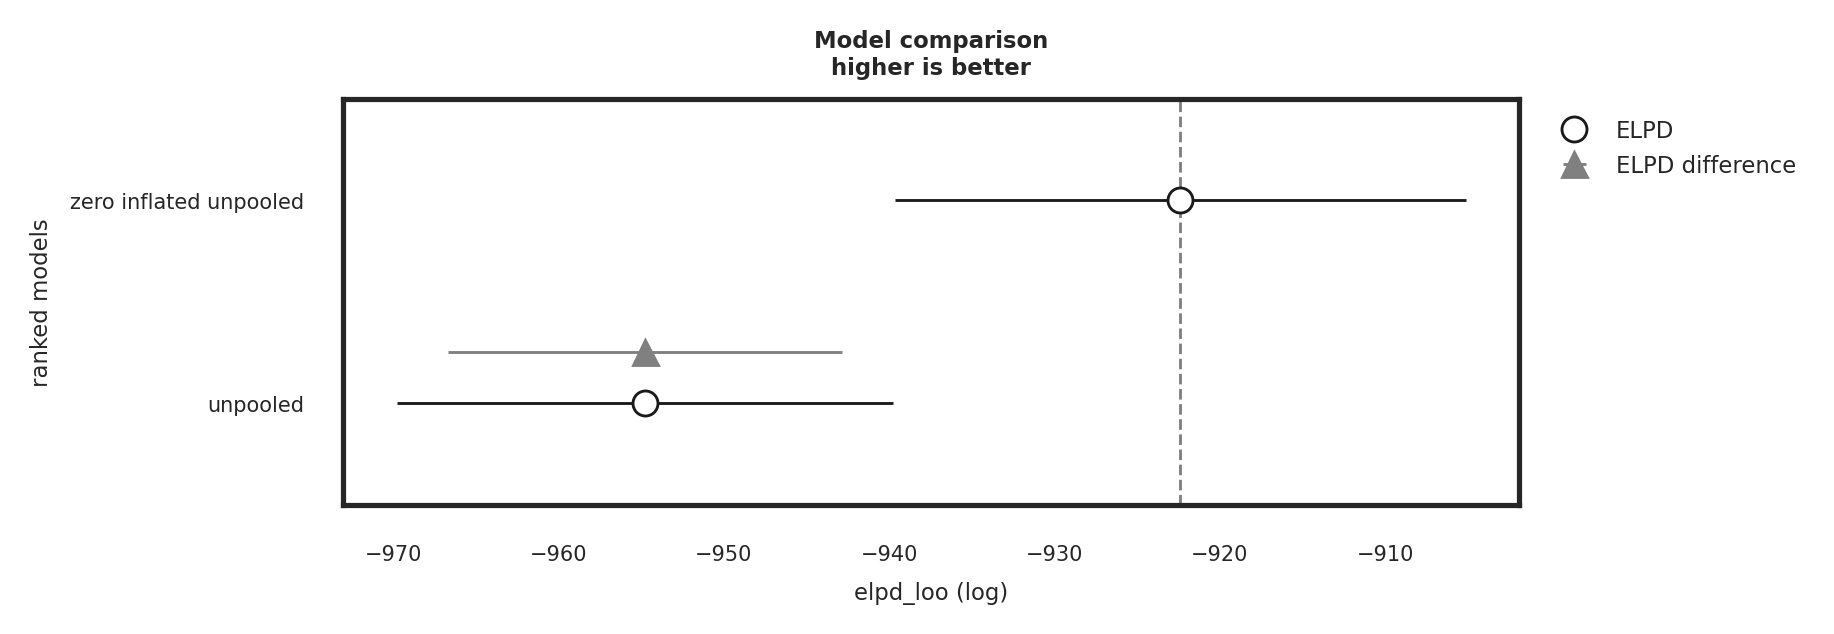 Model comparison
higher is better
ELPD
ELPD difference
zero inflated unpooled
unpooled
ranked models
−970
−960
−950
−940
−930
−920
−910
elpd_loo (log)